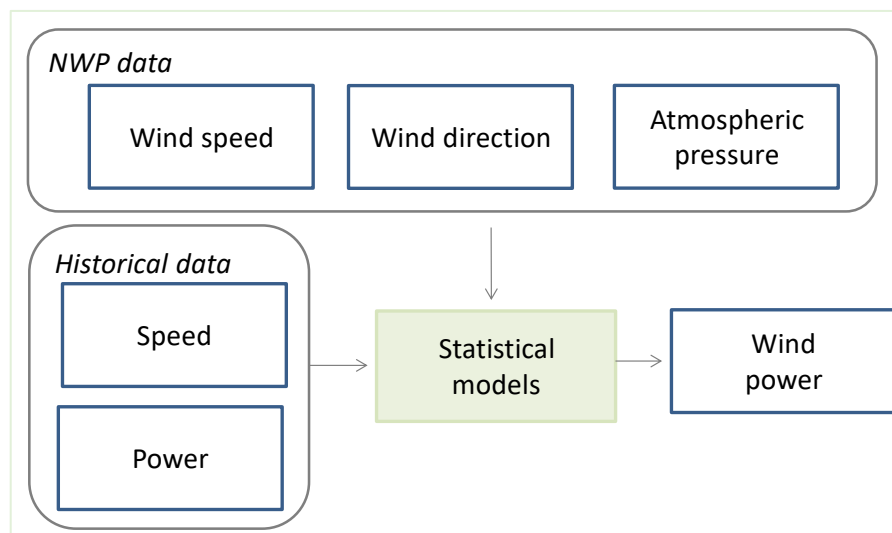 NWP data
Wind speed
Wind direction
Atmospheric
pressure
Historical data
Speed
Power
Statistical
models
Wind
power